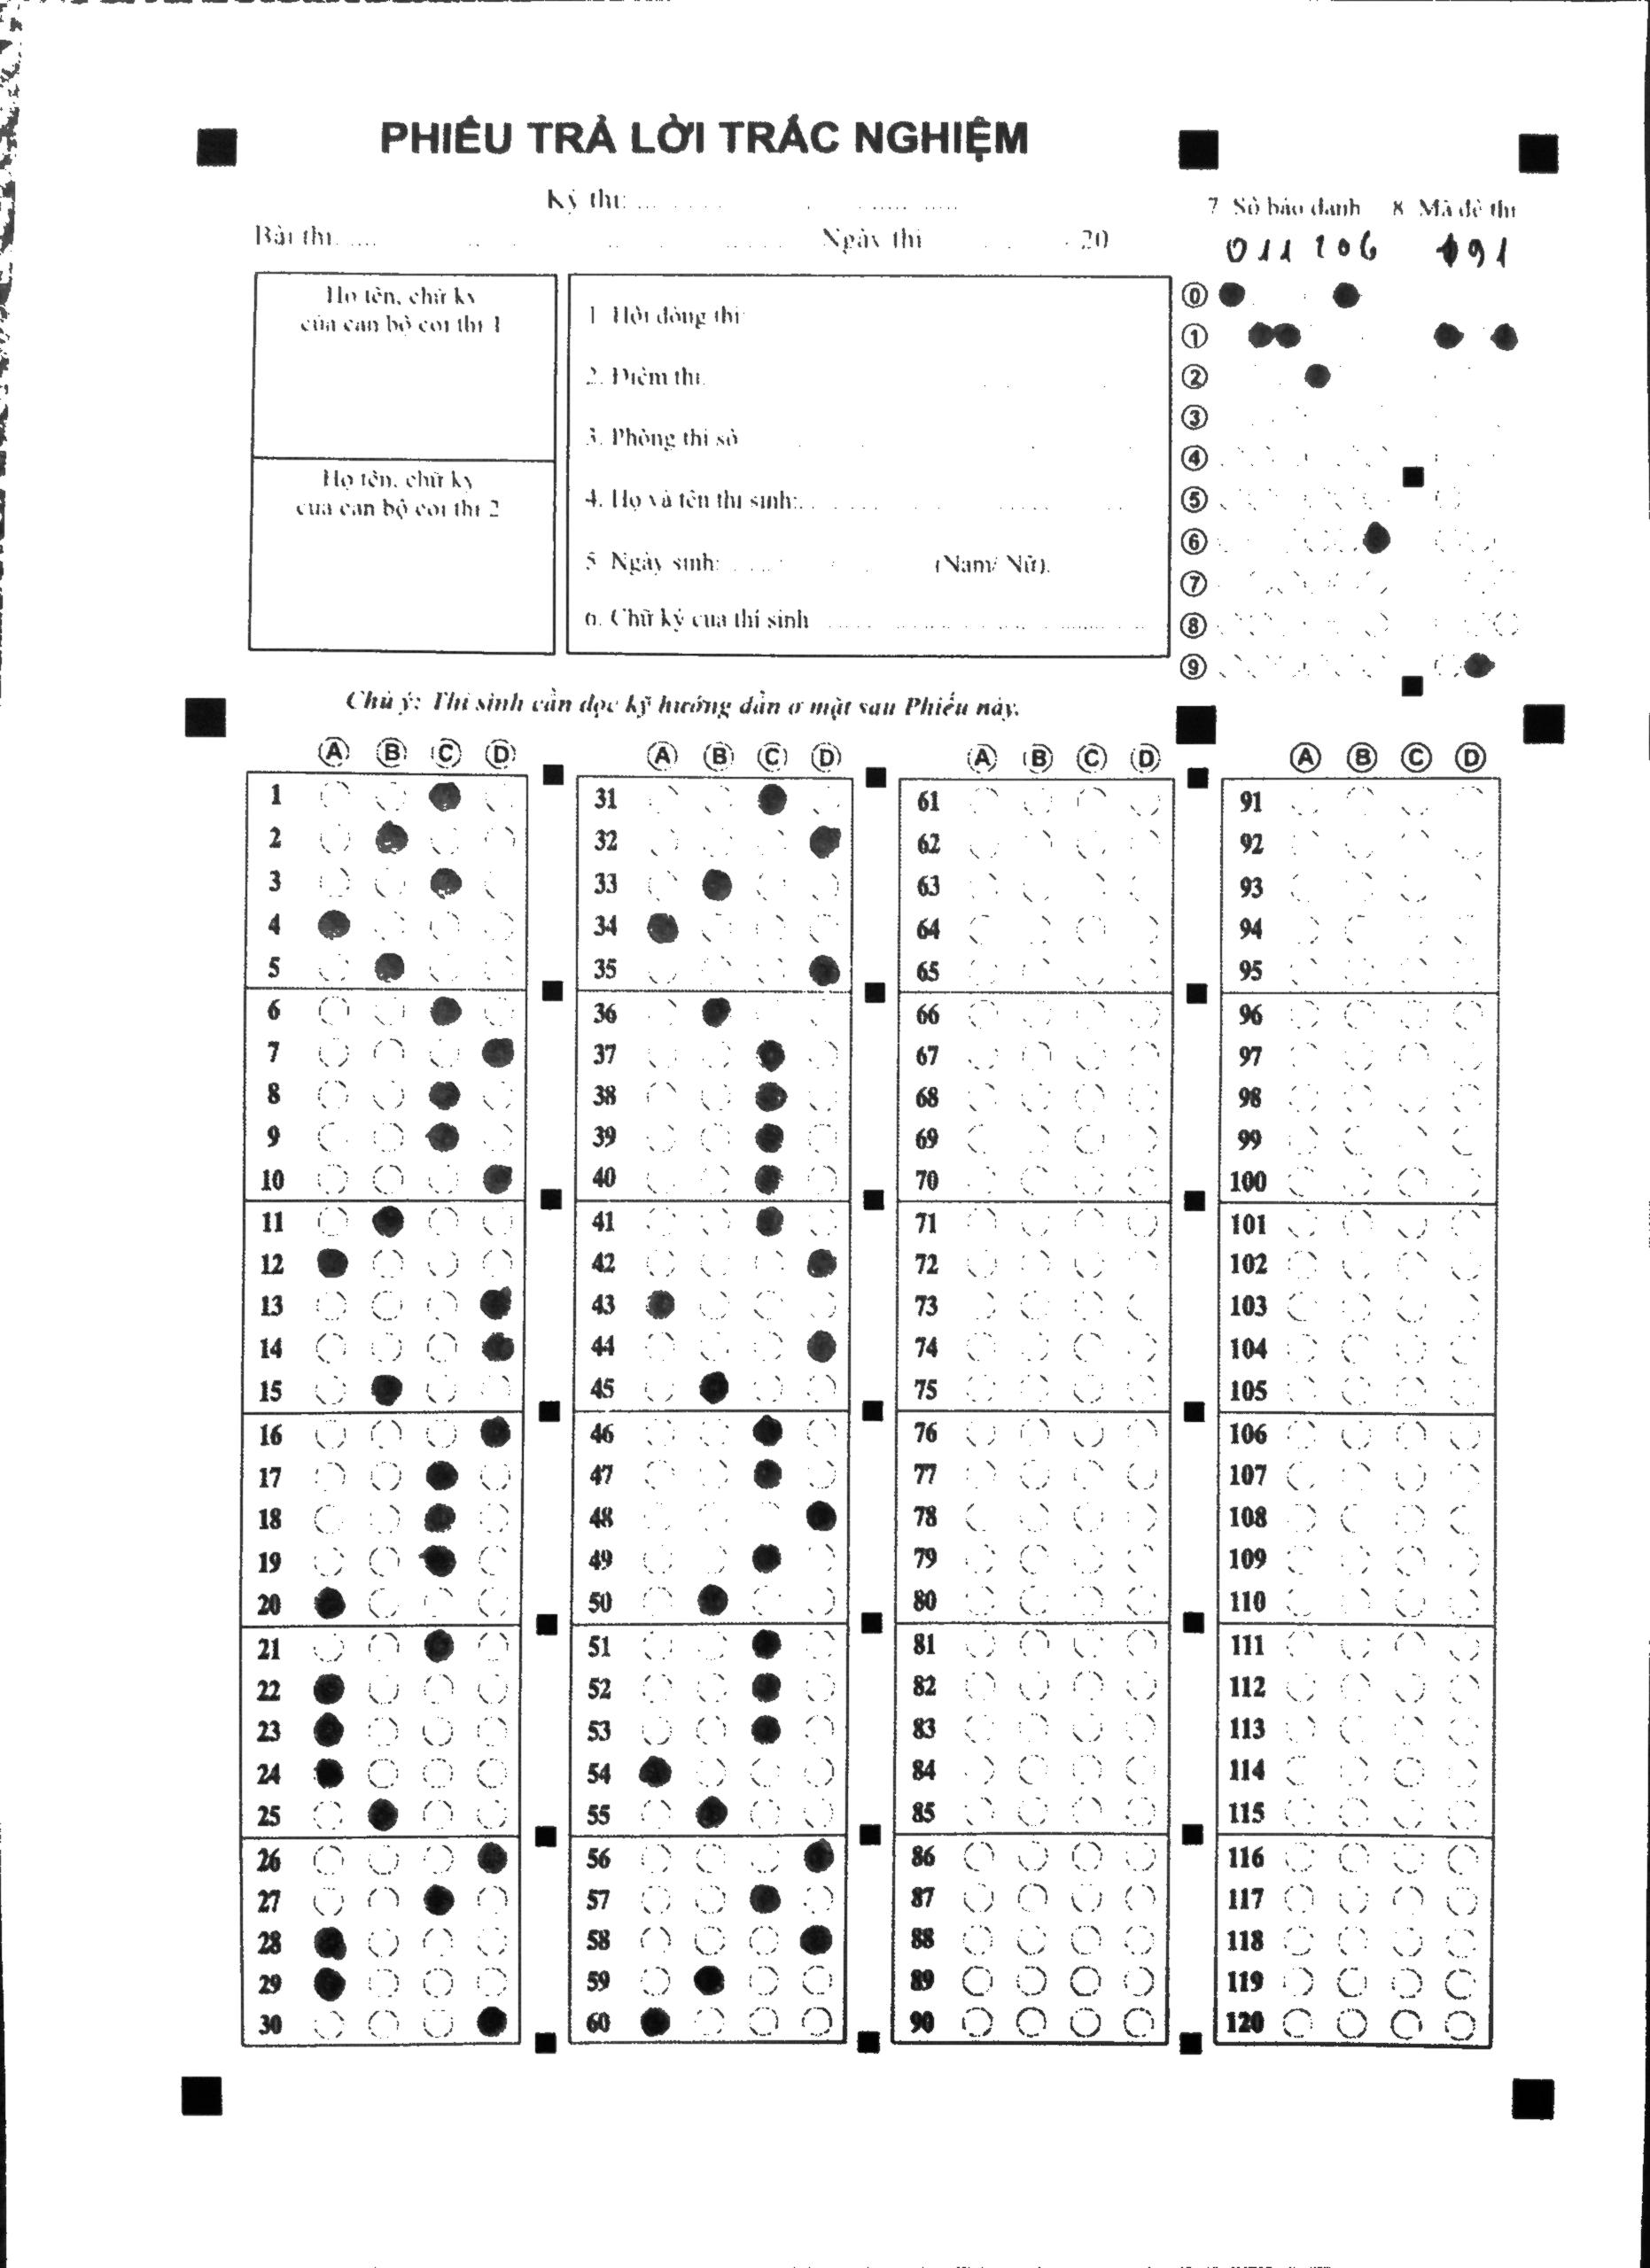 PHIẾU TRẢ LỜI TRẮC NGHIỆM
Kỳ thi:
Bài thi
Ngày thi 20
7 Số báo danh 8 Mã đề thi
011206 191
Họ tên, chữ ký
của cán bộ coi thi 1
Họ tên, chữ ký
của cán bộ coi thi 2
1 Hội đồng thi
2. Điểm thi
3. Phòng thi số
4. Họ và tên thí sinh:
5 Ngày sinh: (Nam/ Nữ)
6. Chữ ký của thí sinh
0
1
2
3
4
5
6
7
8
9
Chú ý: Thí sinh cần đọc kỹ hướng dẫn ở mặt sau Phiếu này.
A B C D A B C D A B C D A B C D
1 31 61 91
2 32 62 92
3 33 63 93
4 34 64 94
5 35 65 95
6 36 66 96
7 37 67 97
8 38 68 98
9 39 69 99
10 40 70 100
11 41 71 101
12 42 72 102
13 43 73 103
14 44 74 104
15 45 75 105
16 46 76 106
17 47 77 107
18 48 78 108
19 49 79 109
20 50 80 110
21 51 81 111
22 52 82 112
23 53 83 113
24 54 84 114
25 55 85 115
26 56 86 116
27 57 87 117
28 58 88 118
29 59 89 119
30 60 90 120